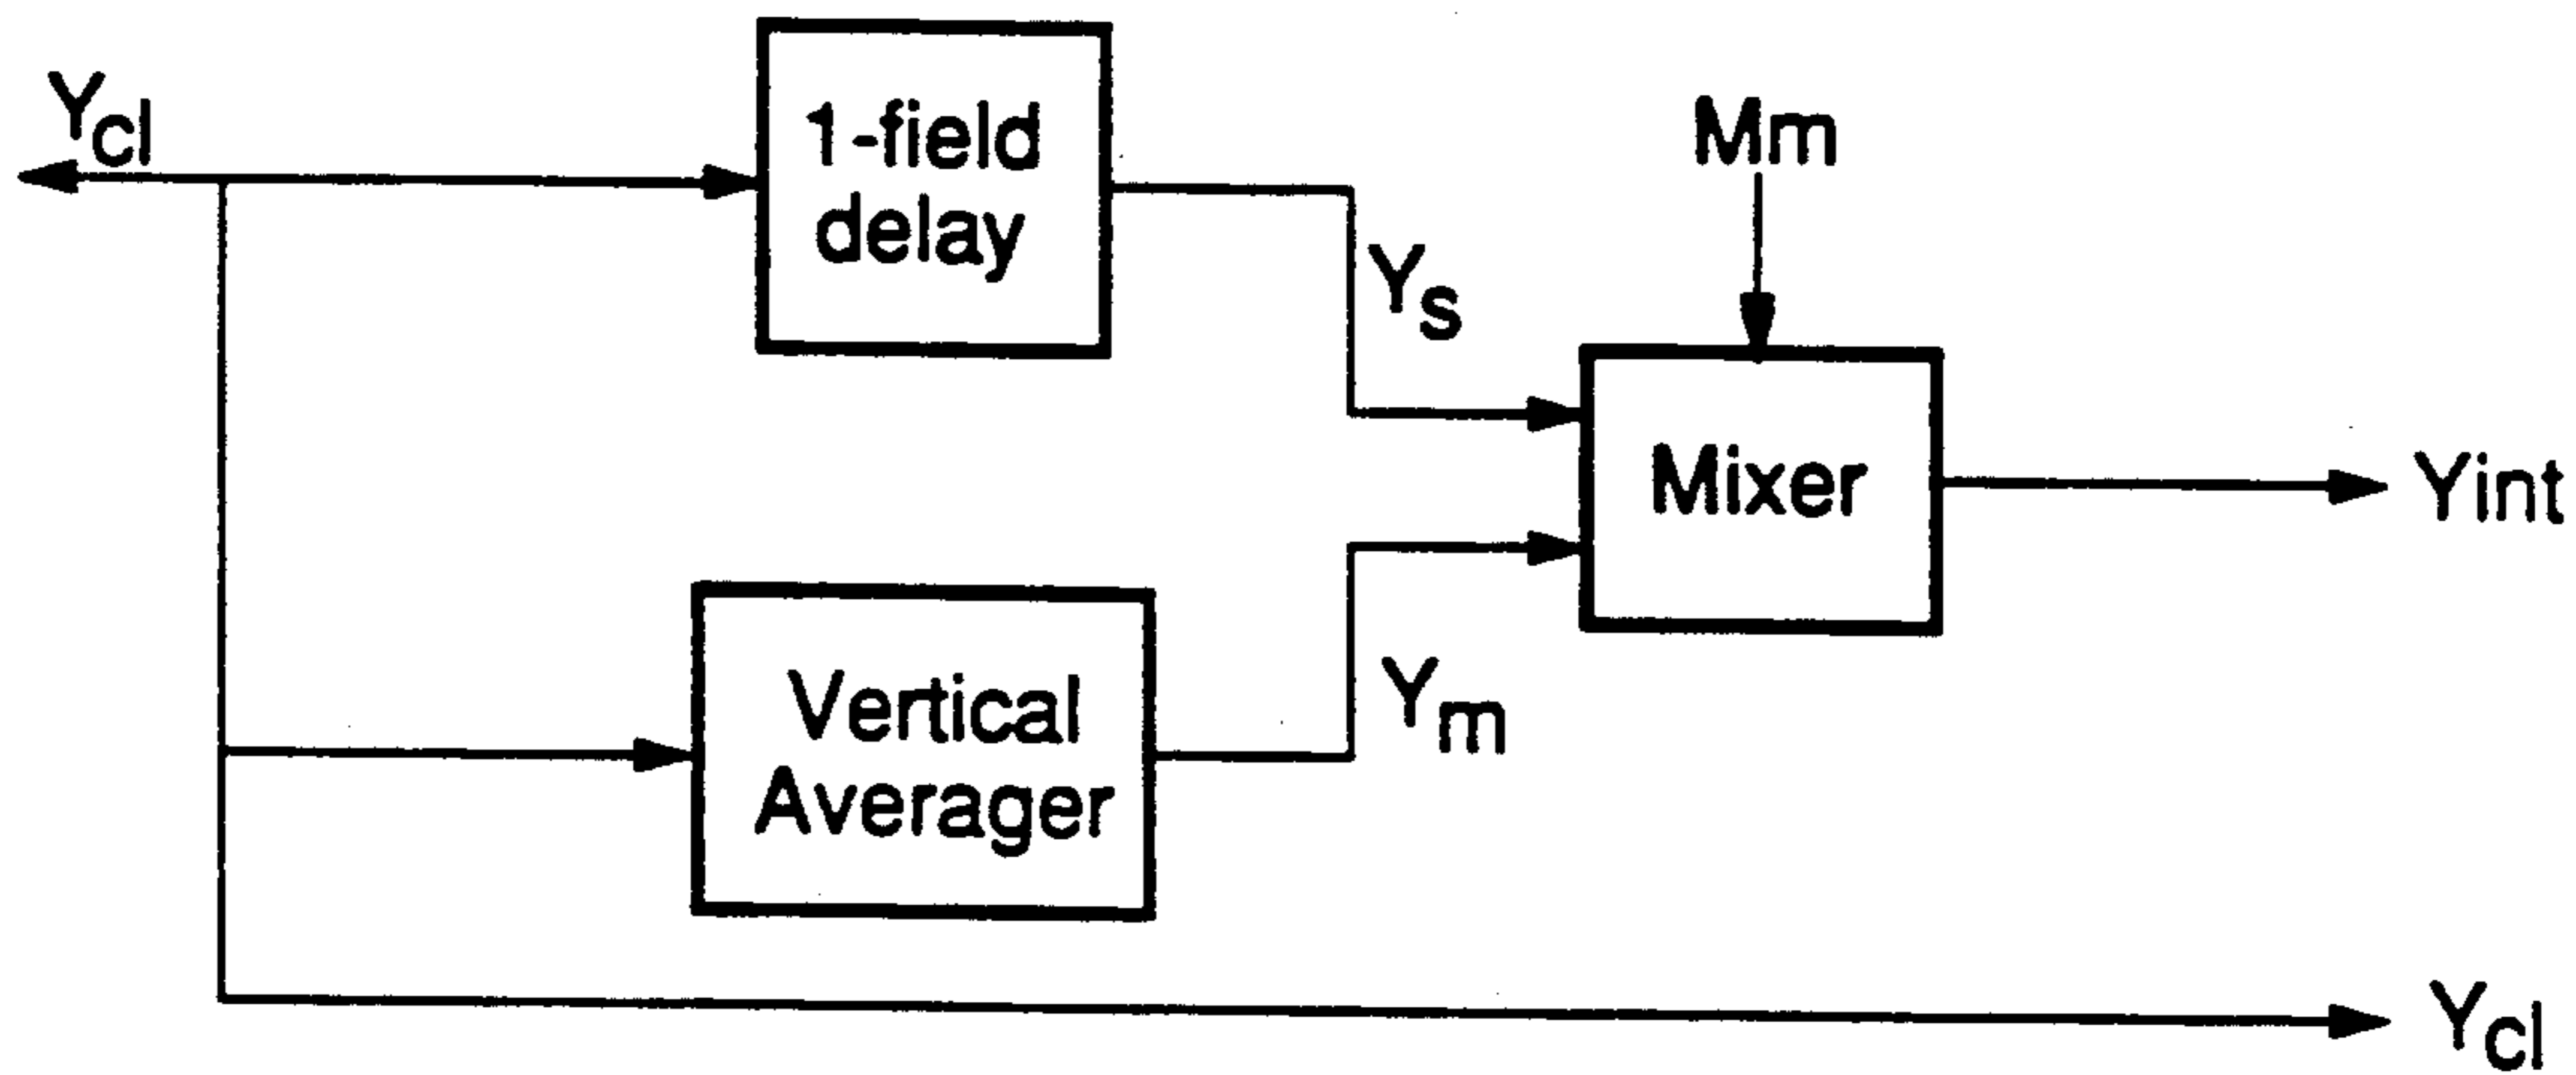 Ycl
1-field
delay
Mm
Ys
Mixer
Yint
Ym
Vertical
Averager
Ycl